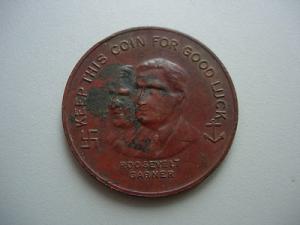 KEEP THIS COIN FOR GOOD LUCK
ROOSEVELT
GARNER